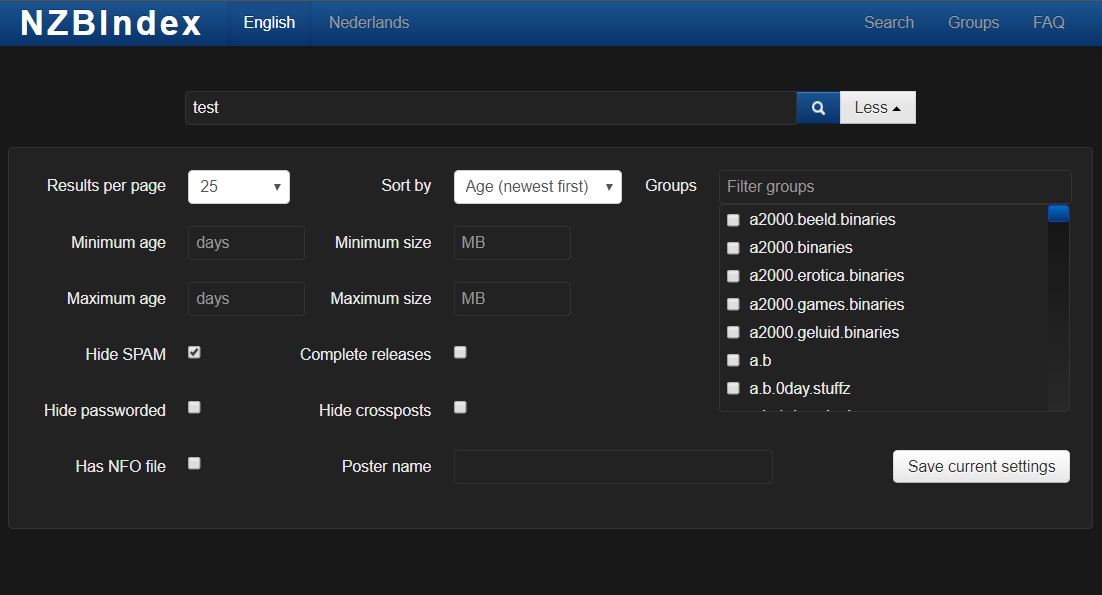 NZBIndex English Nederlands Search Groups FAQ
test Less
Results per page 25 Sort by Age (newest first) Groups Filter groups
a2000.beeld.binaries
Minimum age days Minimum size MB a2000.binaries
a2000.erotica.binaries
Maximum age days Maximum size MB a2000.games.binaries
a2000.geluid.binaries
Hide SPAM Complete releases a.b
a.b.0day.stuffz
Hide passworded Hide crossposts
Has NFO file Poster name Save current settings